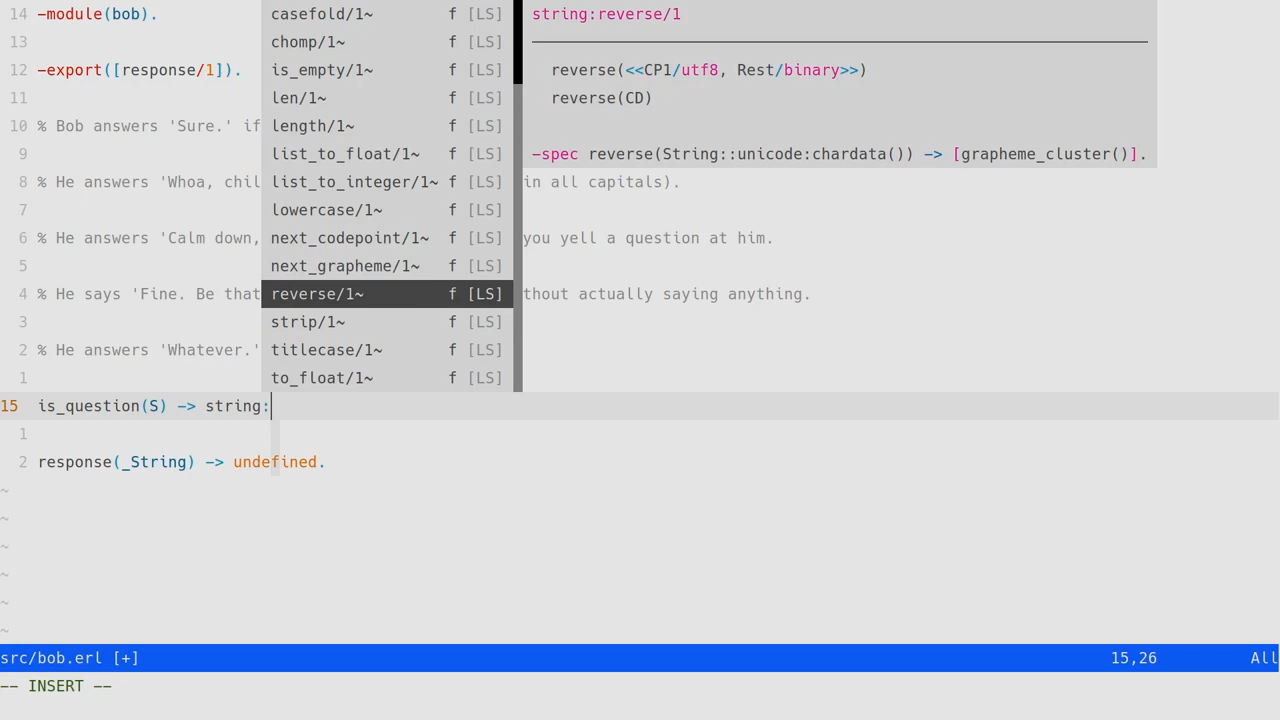 14 -module(bob). casefold/1~ f [LS] string:reverse/1
13 chomp/1~ f [LS]
12 -export([response/1]). is_empty/1~ f [LS] reverse(<<CP1/utf8, Rest/binary>>)
11 len/1~ f [LS] reverse(CD)
10 % Bob answers 'Sure.' if length/1~ f [LS]
9 list_to_float/1~ f [LS] -spec reverse(String::unicode:chardata()) -> [grapheme_cluster()].
8 % He answers 'Whoa, chil list_to_integer/1~ f [LS] in all capitals).
7 lowercase/1~ f [LS]
6 % He answers 'Calm down, next_codepoint/1~ f [LS] you yell a question at him.
5 next_grapheme/1~ f [LS]
4 % He says 'Fine. Be that reverse/1~ f [LS] thout actually saying anything.
3 strip/1~ f [LS]
2 % He answers 'Whatever.' titlecase/1~ f [LS]
1 to_float/1~ f [LS]
15 is_question(S) -> string:
1
2 response(_String) -> undefined.
~
~
~
~
~
~
src/bob.erl [+] 15,26 All
-- INSERT --